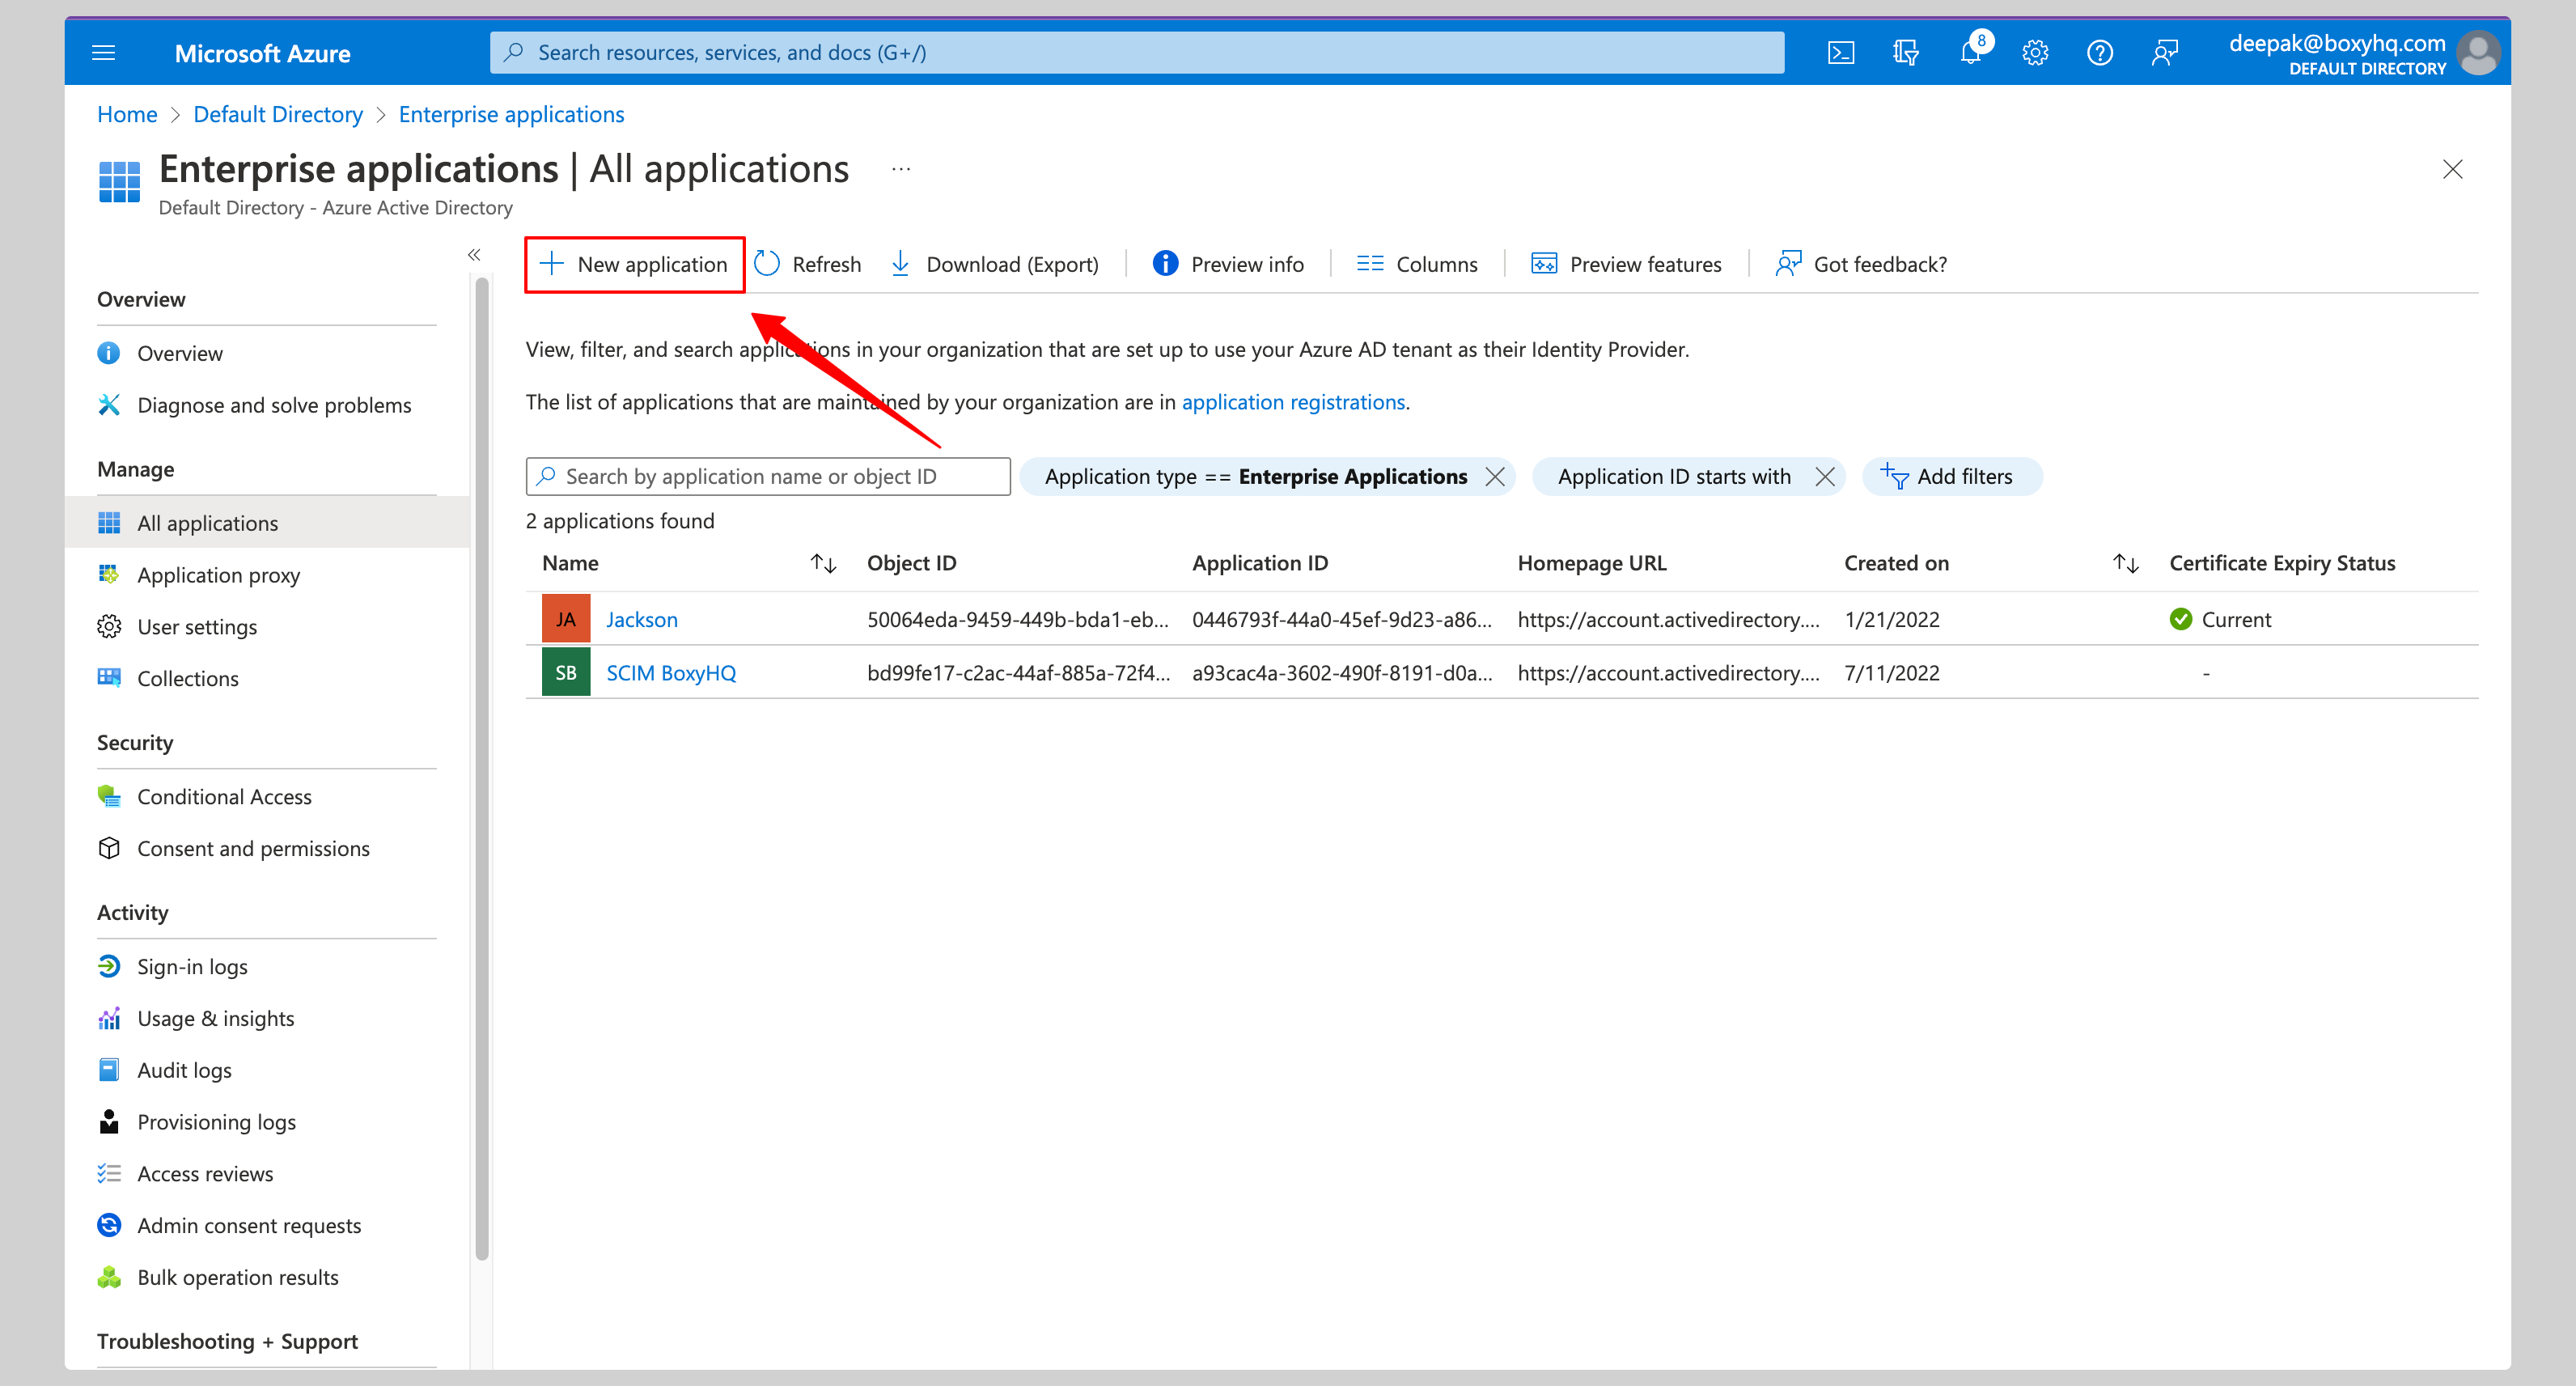 Microsoft Azure
Search resources, services, and docs (G+/)
8
deepak@boxyhq.com
DEFAULT DIRECTORY
Home > Default Directory > Enterprise applications
Enterprise applications | All applications ...
Default Directory - Azure Active Directory
New application
Refresh
Download (Export)
Preview info
Columns
Preview features
Got feedback?
Overview
Overview
Diagnose and solve problems
Manage
All applications
Application proxy
User settings
Collections
Security
Conditional Access
Consent and permissions
Activity
Sign-in logs
Usage & insights
Audit logs
Provisioning logs
Access reviews
Admin consent requests
Bulk operation results
Troubleshooting + Support
View, filter, and search applications in your organization that are set up to use your Azure AD tenant as their Identity Provider.
The list of applications that are maintained by your organization are in application registrations.
Search by application name or object ID
Application type == Enterprise Applications
Application ID starts with
Add filters
2 applications found
Name Object ID Application ID Homepage URL Created on Certificate Expiry Status
JA Jackson 50064eda-9459-449b-bda1-eb... 0446793f-44a0-45ef-9d23-a86... https://account.activedirectory.... 1/21/2022 Current
SB SCIM BoxyHQ bd99fe17-c2ac-44af-885a-72f4... a93cac4a-3602-490f-8191-d0a... https://account.activedirectory.... 7/11/2022 -